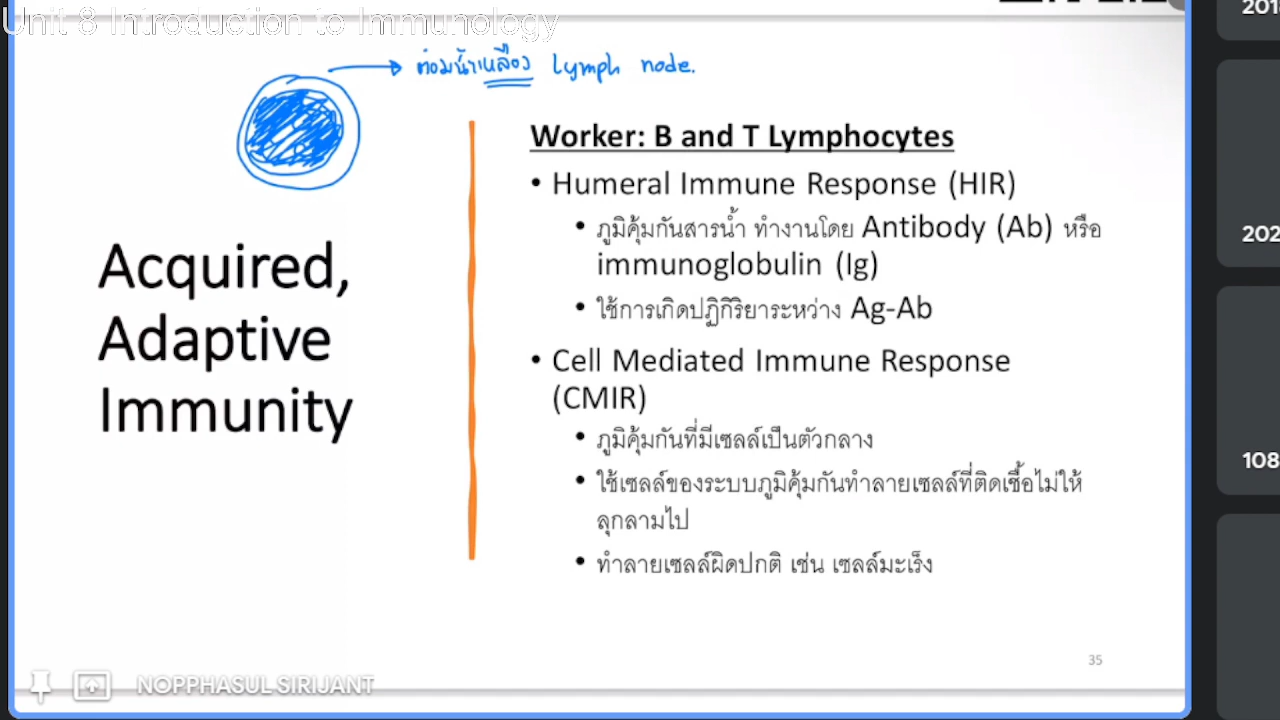 Unit 8 Introduction to Immunology
ต่อมน้ำเหลือง lymph node.
Acquired,
Adaptive
Immunity
Worker: B and T Lymphocytes
• Humeral Immune Response (HIR)
• ภูมิคุ้มกันสารน้ำ ทำงานโดย Antibody (Ab) หรือ
immunoglobulin (Ig)
• ใช้การเกิดปฏิกิริยาระหว่าง Ag-Ab
• Cell Mediated Immune Response
(CMIR)
• ภูมิคุ้มกันที่มีเซลล์เป็นตัวกลาง
• ใช้เซลล์ของระบบภูมิคุ้มกันทำลายเซลล์ที่ติดเชื้อไม่ให้
ลุกลามไป
• ทำลายเซลล์ผิดปกติ เช่น เซลล์มะเร็ง
35
NOPPHASUL SIRIJANT
201
202
108